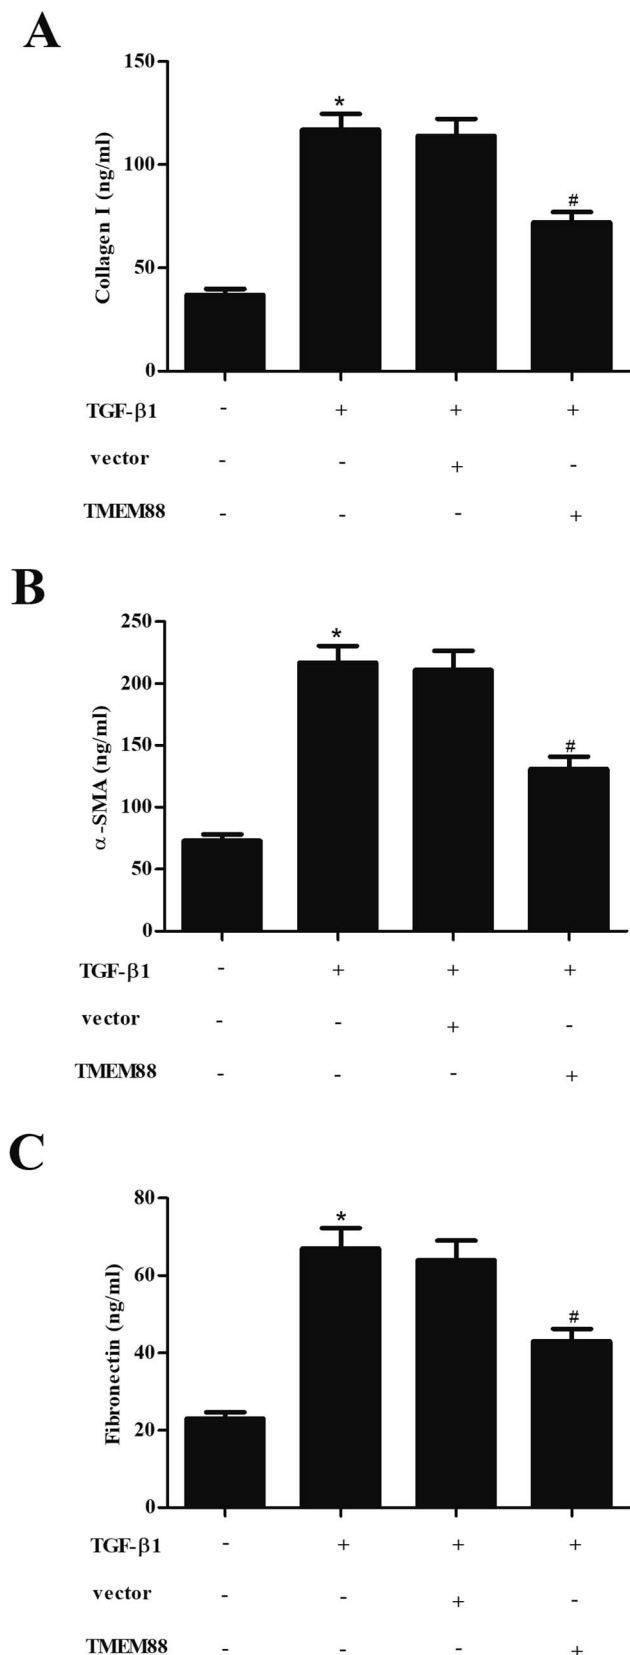 A
150
*
100
#
50
0
Collagen I (ng/ml)
TGF-β1 - + + +
vector - - + -
TMEM88 - - - +
B
250
*
200
150
#
100
50
0
α-SMA (ng/ml)
TGF-β1 - + + +
vector - - + -
TMEM88 - - - +
C
80
*
60
40
#
20
0
Fibronectin (ng/ml)
TGF-β1 - + + +
vector - - + -
TMEM88 - - - +